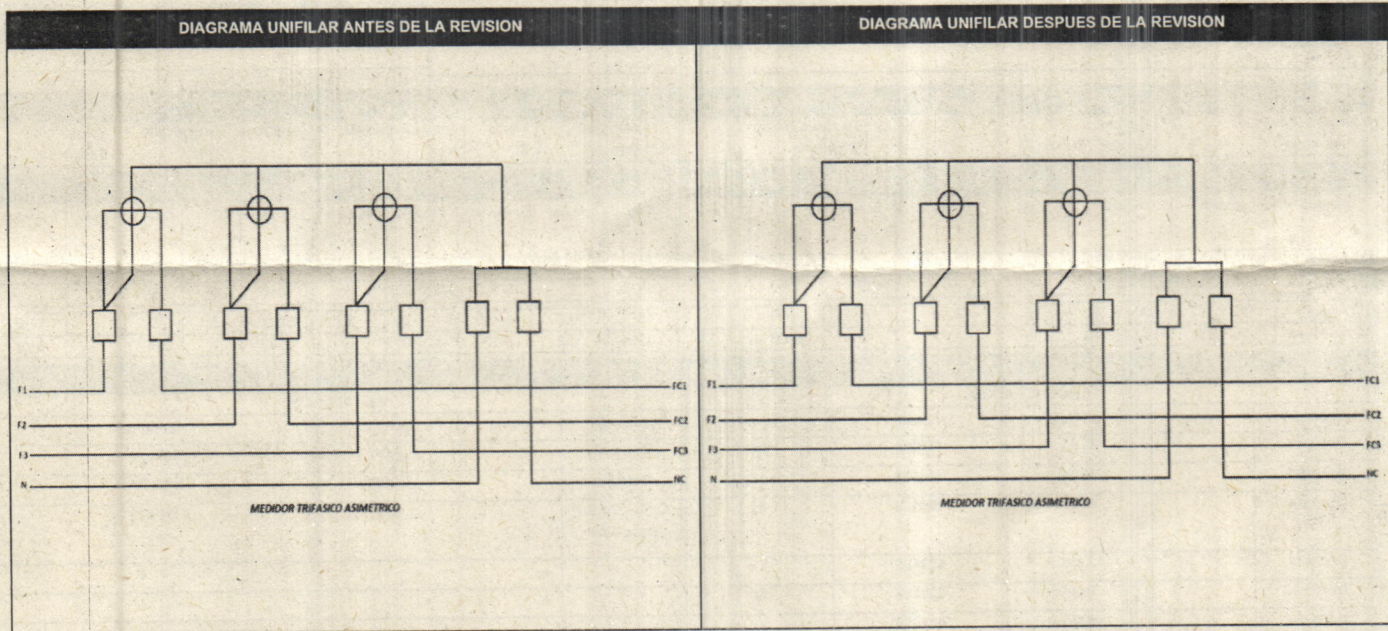 DIAGRAMA UNIFILAR ANTES DE LA REVISION
F1
FC1
F2
FC2
F3
FC3
N
NC
MEDIDOR TRIFASICO ASIMETRICO
DIAGRAMA UNIFILAR DESPUES DE LA REVISION
F1
FC1
F2
FC2
F3
FC3
N
NC
MEDIDOR TRIFASICO ASIMETRICO